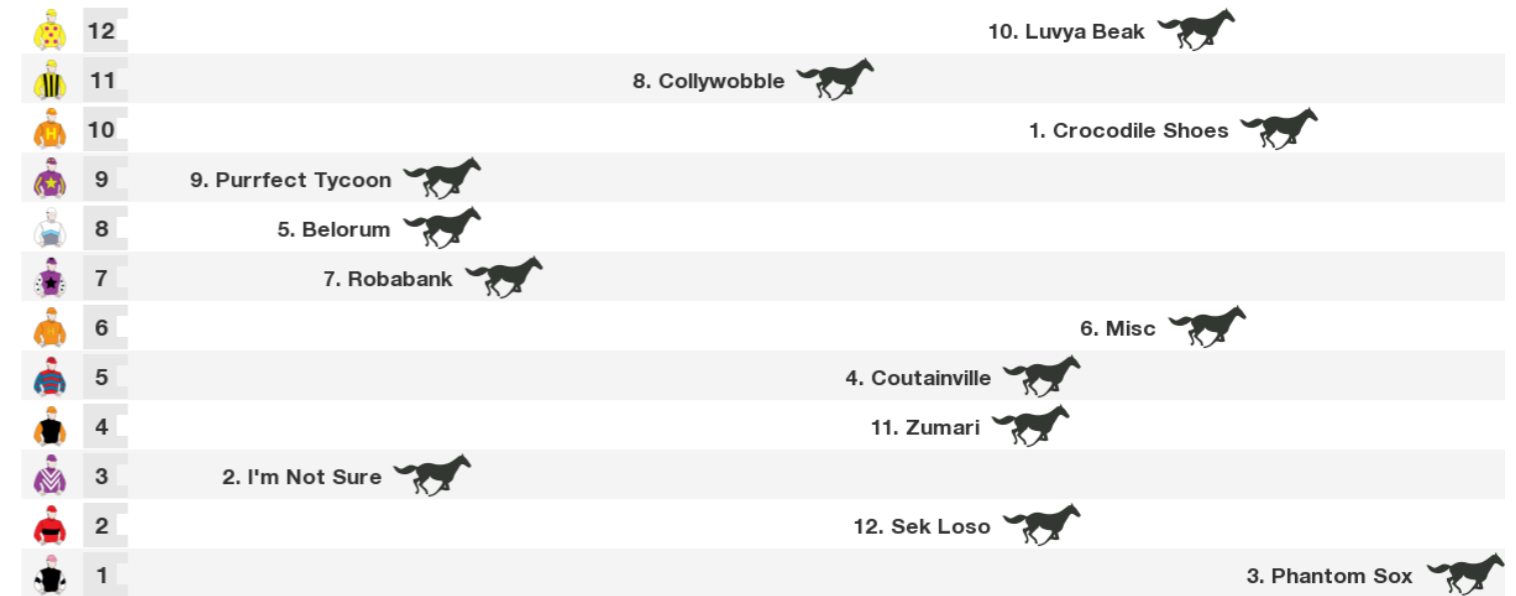 12 10. Luvya Beak
11 8. Collywobble
H 10 1. Crocodile Shoes
9 9. Purrfect Tycoon
8 5. Belorum
7 7. Robabank
H 6 6. Misc
5 4. Coutainville
4 11. Zumari
3 2. I'm Not Sure
2 12. Sek Loso
1 3. Phantom Sox